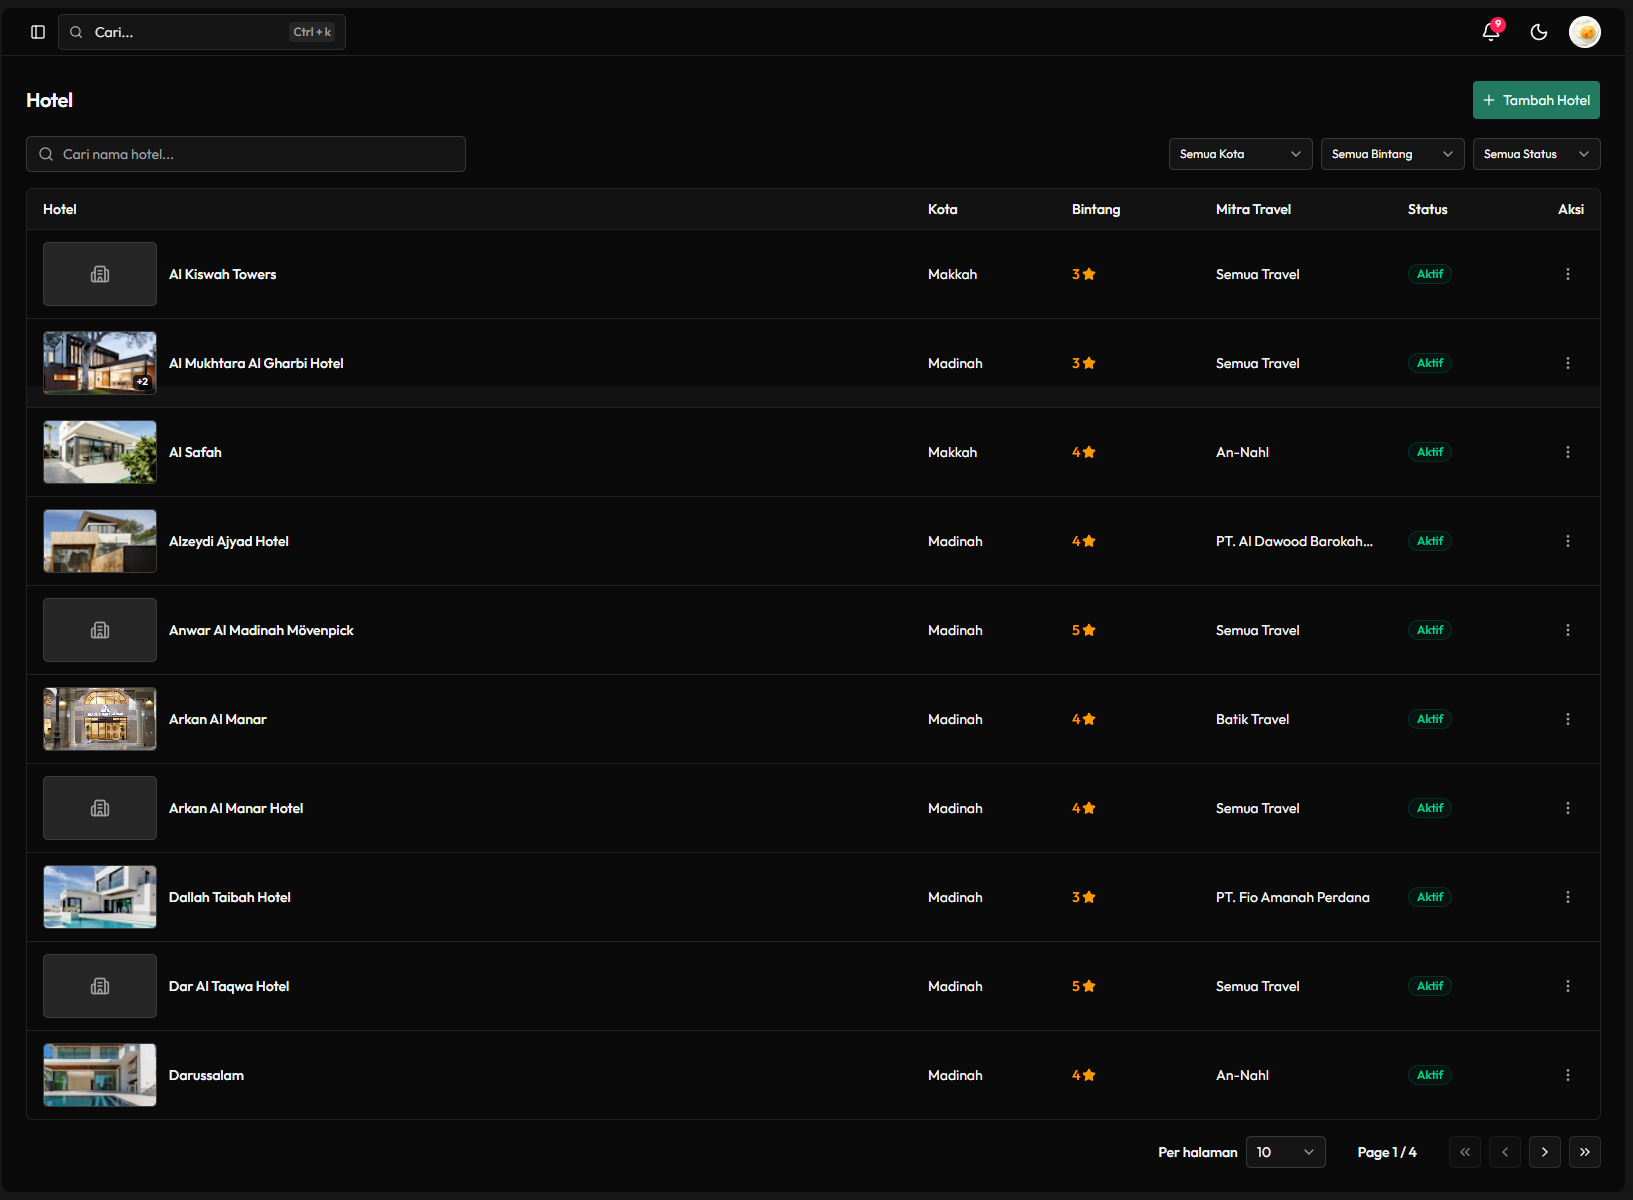 Cari...
Ctrl + k
9
Hotel
+ Tambah Hotel
Cari nama hotel...
Semua Kota
Semua Bintang
Semua Status
Hotel Kota Bintang Mitra Travel Status Aksi
Al Kiswah Towers Makkah 3 Semua Travel Aktif
Al Mukhtara Al Gharbi Hotel Madinah 3 Semua Travel Aktif
+2
Al Safah Makkah 4 An-Nahl Aktif
Alzeydi Ajyad Hotel Madinah 4 PT. Al Dawood Barokah... Aktif
Anwar Al Madinah Mövenpick Madinah 5 Semua Travel Aktif
Arkan Al Manar Madinah 4 Batik Travel Aktif
Arkan Al Manar Hotel Madinah 4 Semua Travel Aktif
Dallah Taibah Hotel Madinah 3 PT. Fio Amanah Perdana Aktif
Dar Al Taqwa Hotel Madinah 5 Semua Travel Aktif
Darussalam Madinah 4 An-Nahl Aktif
Per halaman 10 Page 1 / 4